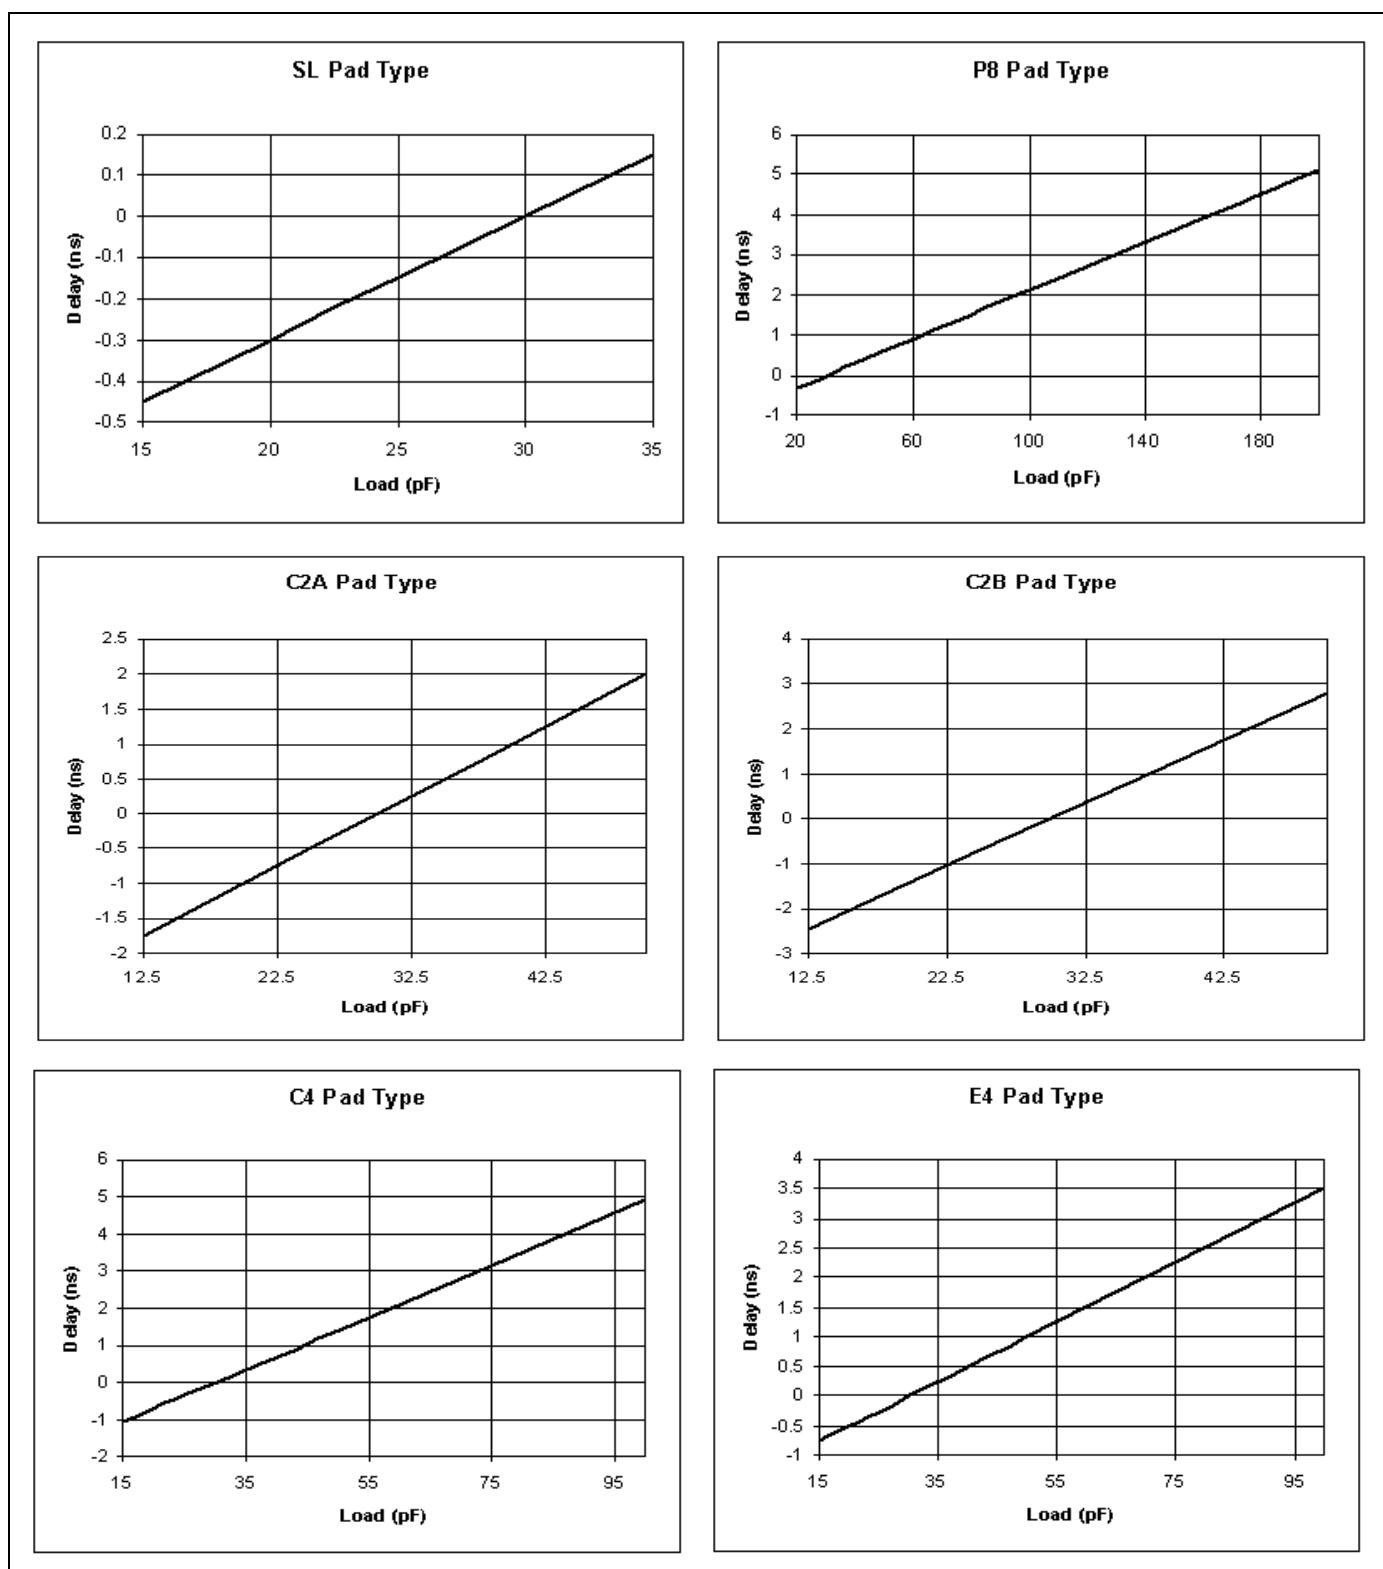 SL Pad Type
0.2
0.1
0
-0.1
-0.2
-0.3
-0.4
-0.5
Delay (ns)
15 20 25 30 35
Load (pF)
P8 Pad Type
6
5
4
3
2
1
0
-1
Delay (ns)
20 60 100 140 180
Load (pF)
C2A Pad Type
2.5
2
1.5
1
0.5
0
-0.5
-1
-1.5
-2
Delay (ns)
12.5 22.5 32.5 42.5
Load (pF)
C2B Pad Type
4
3
2
1
0
-1
-2
-3
Delay (ns)
12.5 22.5 32.5 42.5
Load (pF)
C4 Pad Type
6
5
4
3
2
1
0
-1
-2
Delay (ns)
15 35 55 75 95
Load (pF)
E4 Pad Type
4
3.5
3
2.5
2
1.5
1
0.5
0
-0.5
-1
Delay (ns)
15 35 55 75 95
Load (pF)